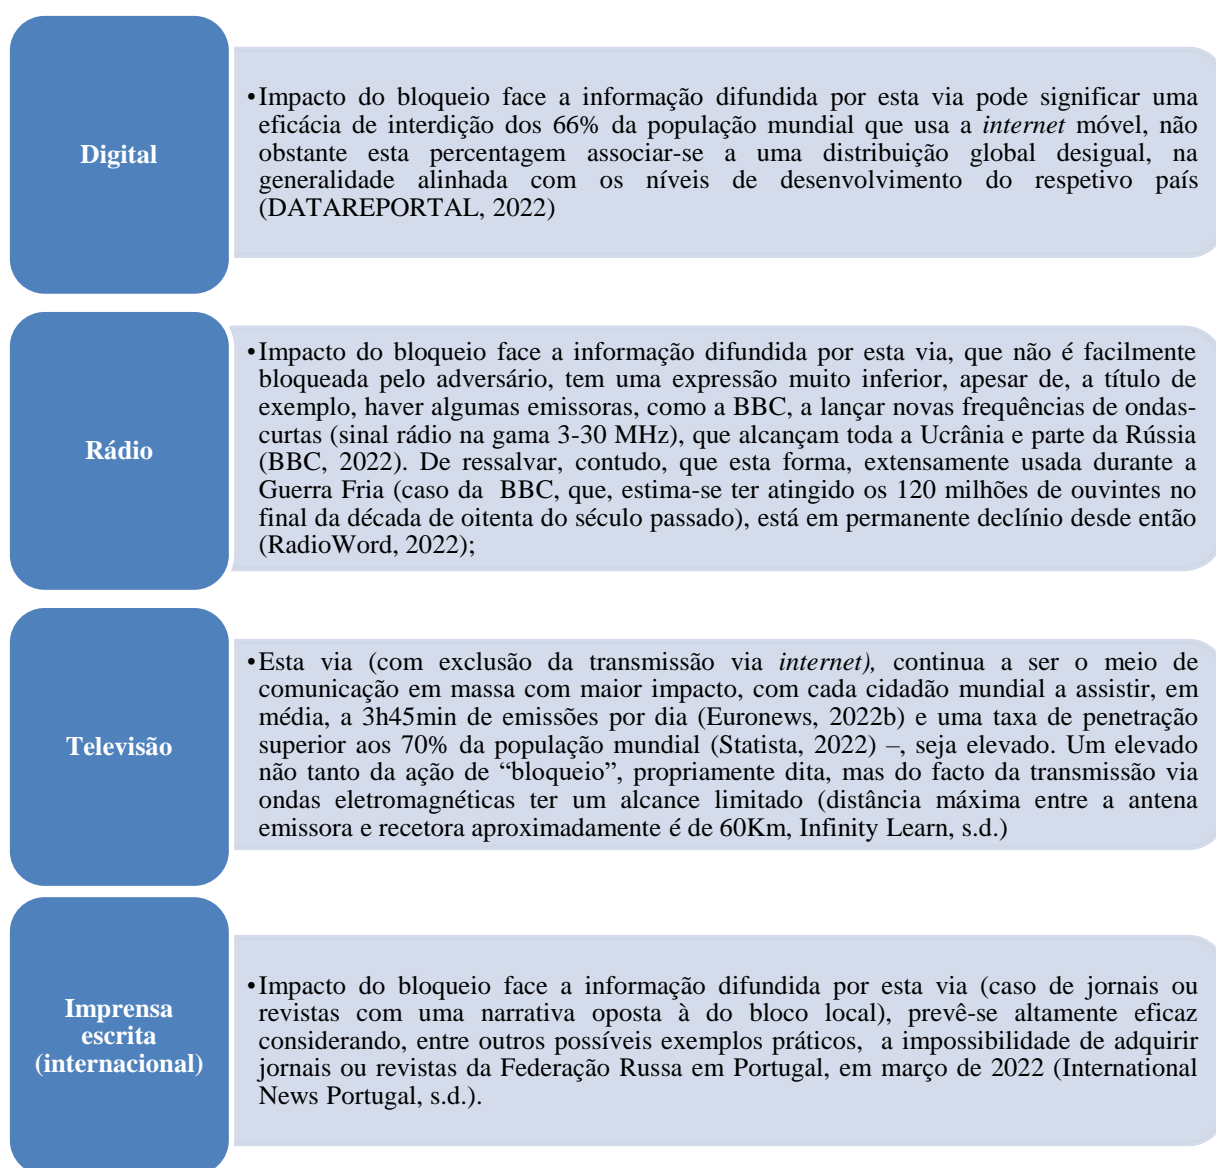 Digital
•Impacto do bloqueio face a informação difundida por esta via pode significar uma
eficácia de interdição dos 66% da população mundial que usa a internet móvel, não
obstante esta percentagem associar-se a uma distribuição global desigual, na
generalidade alinhada com os níveis de desenvolvimento do respetivo país
(DATAREPORTAL, 2022)
Rádio
•Impacto do bloqueio face a informação difundida por esta via, que não é facilmente
bloqueada pelo adversário, tem uma expressão muito inferior, apesar de, a título de
exemplo, haver algumas emissoras, como a BBC, a lançar novas frequências de ondas-
curtas (sinal rádio na gama 3-30 MHz), que alcançam toda a Ucrânia e parte da Rússia
(BBC, 2022). De ressalvar, contudo, que esta forma, extensamente usada durante a
Guerra Fria (caso da BBC, que, estima-se ter atingido os 120 milhões de ouvintes no
final da década de oitenta do século passado), está em permanente declínio desde então
(RadioWord, 2022);
Televisão
•Esta via (com exclusão da transmissão via internet), continua a ser o meio de
comunicação em massa com maior impacto, com cada cidadão mundial a assistir, em
média, a 3h45min de emissões por dia (Euronews, 2022b) e uma taxa de penetração
superior aos 70% da população mundial (Statista, 2022) –, seja elevado. Um elevado
não tanto da ação de “bloqueio”, propriamente dita, mas do facto da transmissão via
ondas eletromagnéticas ter um alcance limitado (distância máxima entre a antena
emissora e recetora aproximadamente é de 60Km, Infinity Learn, s.d.)
Imprensa
escrita
(internacional)
•Impacto do bloqueio face a informação difundida por esta via (caso de jornais ou
revistas com uma narrativa oposta à do bloco local), prevê-se altamente eficaz
considerando, entre outros possíveis exemplos práticos, a impossibilidade de adquirir
jornais ou revistas da Federação Russa em Portugal, em março de 2022 (International
News Portugal, s.d.).